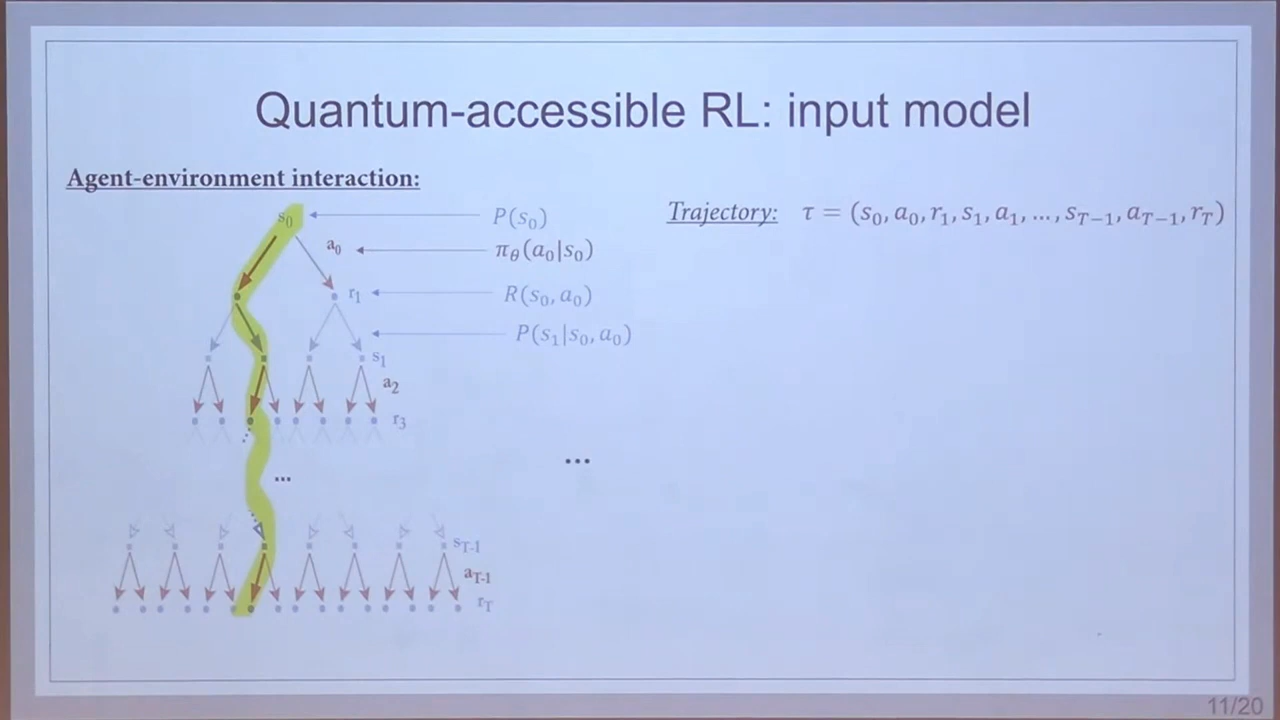 Quantum-accessible RL: input model
Agent-environment interaction:
s₀
P(s₀)
Trajectory: τ = (s₀, a₀, r₁, s₁, a₁, …, s_{T−1}, a_{T−1}, r_T)
a₀
π_θ(a₀|s₀)
r₁
R(s₀, a₀)
P(s₁|s₀, a₀)
s₁
a₂
r₃
...
...
s_{T-1}
a_{T-1}
r_T
11/20